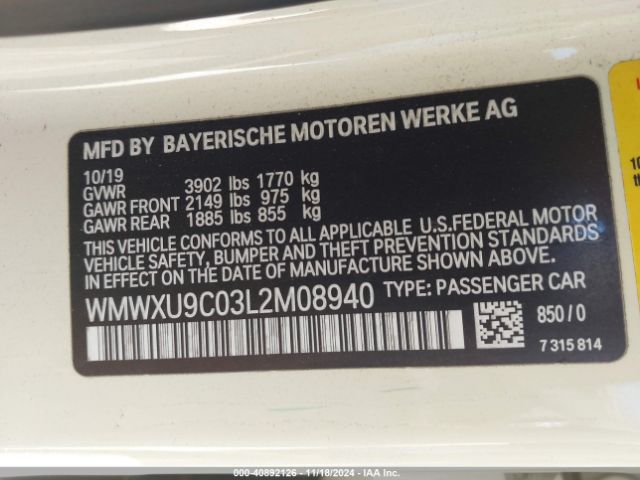 MFD BY BAYERISCHE MOTOREN WERKE AG
10/19
GVWR 3902 lbs 1770 kg
GAWR FRONT 2149 lbs 975 kg
GAWR REAR 1885 lbs 855 kg
THIS VEHICLE CONFORMS TO ALL APPLICABLE U.S.FEDERAL MOTOR
VEHICLE SAFETY, BUMPER AND THEFT PREVENTION STANDARDS
IN EFFECT ON THE DATE OF MANUFACTURE SHOWN ABOVE.
WMWXU9C03L2M08940 TYPE: PASSENGER CAR
850/0
7 315 814
000-40892126 - 11/18/2024 - IAA, Inc.